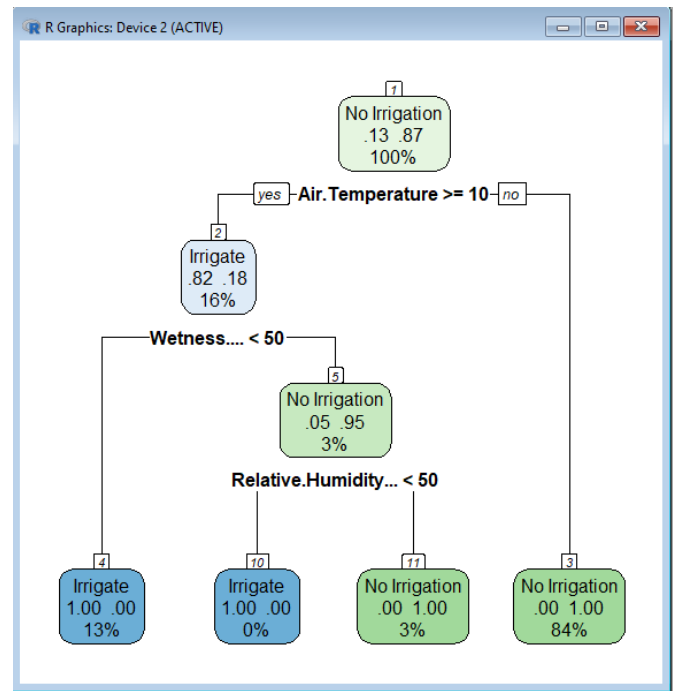 R Graphics: Device 2 (ACTIVE)
1
No Irrigation
.13 .87
100%
yes Air.Temperature >= 10 no
2
Irrigate
.82 .18
16%
Wetness.... < 50
5
No Irrigation
.05 .95
3%
Relative.Humidity... < 50
4
Irrigate
1.00 .00
13%
10
Irrigate
1.00 .00
0%
11
No Irrigation
.00 1.00
3%
3
No Irrigation
.00 1.00
84%